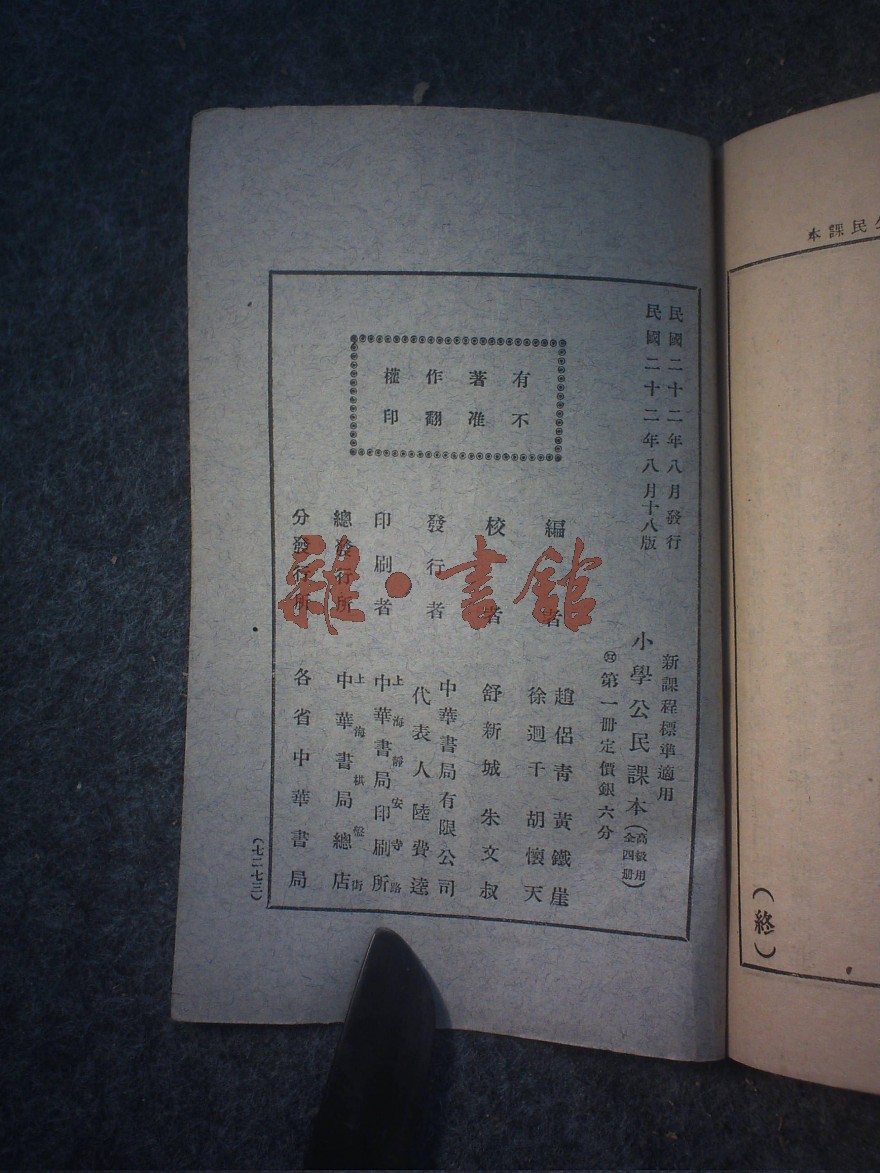 民國二十二年八月發行
民國二十二年八月十八版
新課程標準適用
小學公民課本(高級用全四册)
第一册定價銀六分
有著作權
不准翻印
編者
趙侶青 黃鐵崖
徐迥千 胡懷天
校者
舒新城 朱文叔
發行者
中華書局有限公司
代表人 陸費逵
印刷者
上海靜安寺路
中華書局印刷所
總發行所
上海棋盤街
中華書局總店
分發行所
各省中華書局
(七二七三)
公民課本
(終)
雜·書館